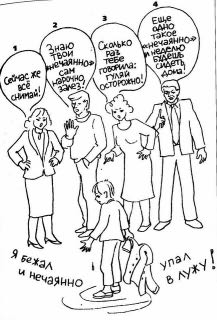 1
Сейчас же
всё
снимай!
2
Знаю
твои
«нечаянно»
сам
нарочно
залез!
3
Сколько
раз
тебе
говорила:
гуляй
осторожно!
4
Еще
одно
такое
«нечаянно»
и неделю
будешь
сидеть
дома!
Я бежал
и нечаянно
упал
в лужу!